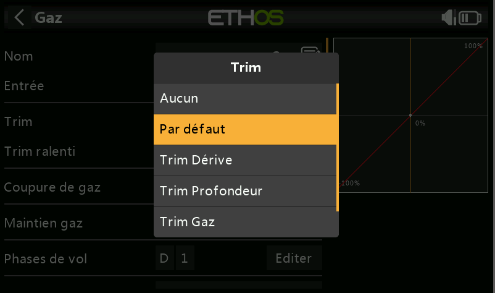 Gaz
ETHOS
Nom
Entrée
Trim
Trim ralenti
Coupure de gaz
Maintien gaz
Phases de vol
D 1 Editer
Trim
Aucun
Par défaut
Trim Dérive
Trim Profondeur
Trim Gaz
100%
0%
-100%